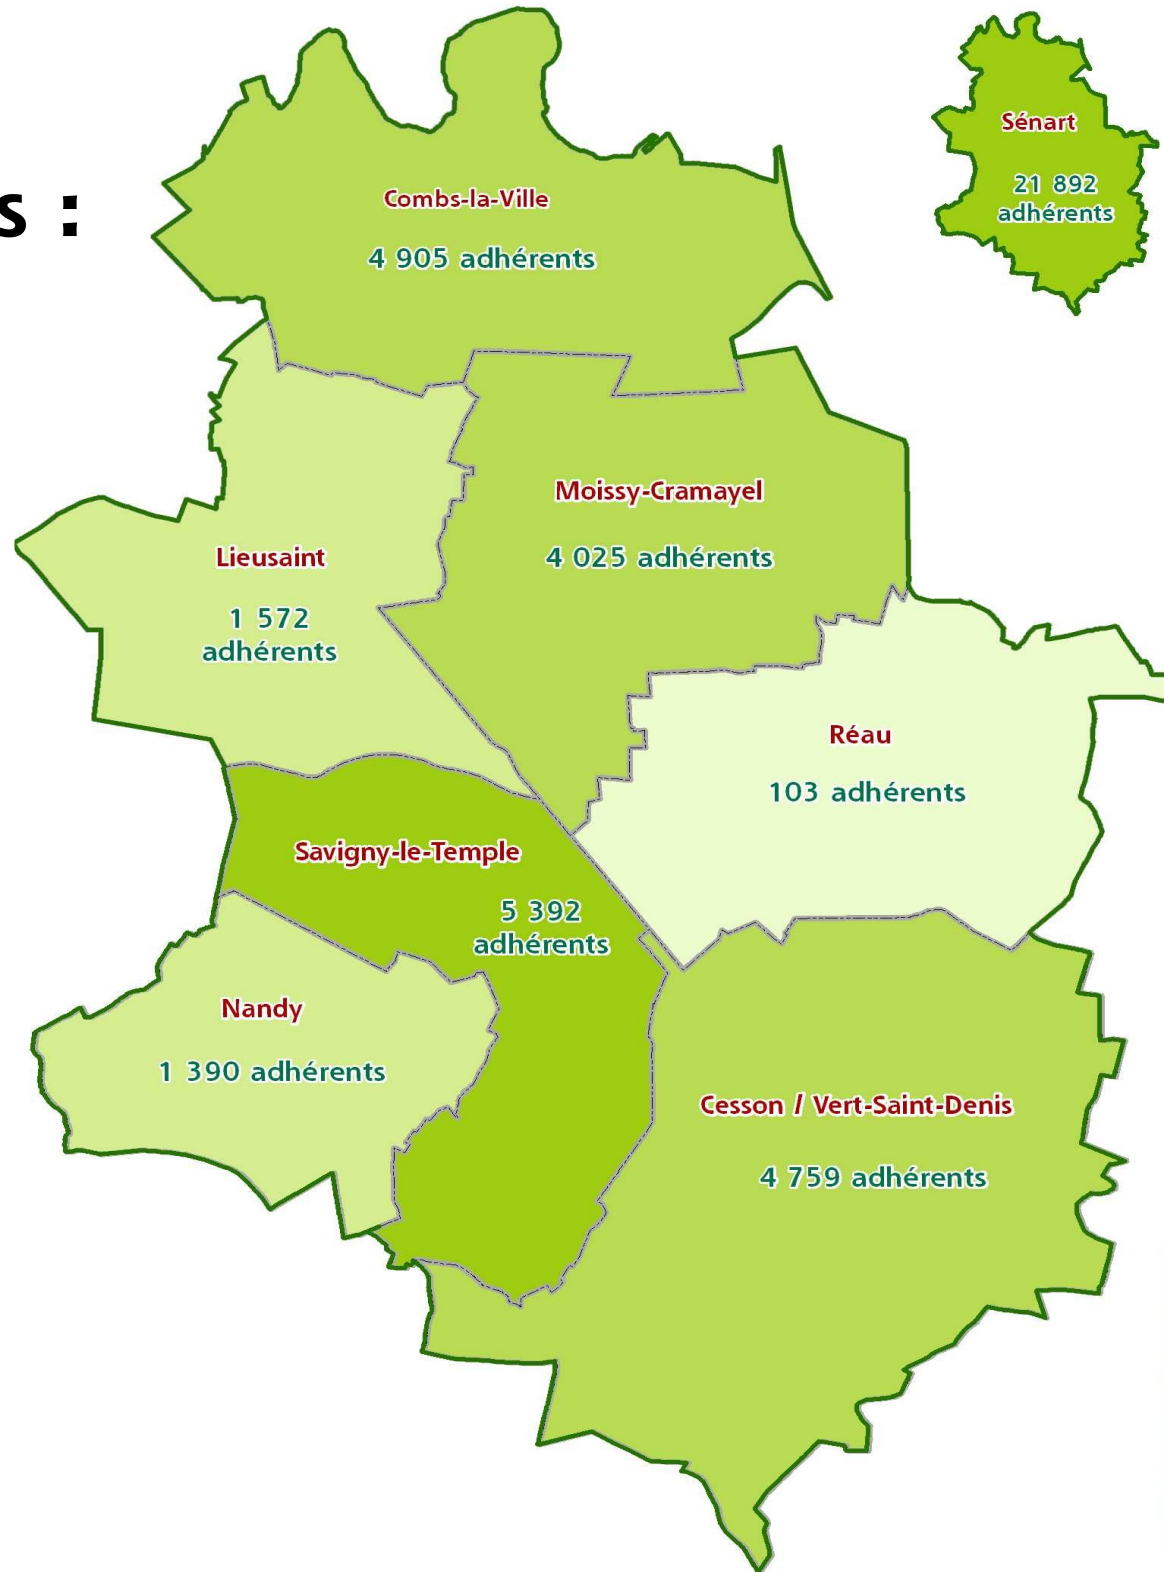 s :
Sénart
21 892
adhérents
Combs-la-Ville
4 905 adhérents
Moissy-Cramayel
4 025 adhérents
Lieusaint
1 572
adhérents
Réau
103 adhérents
Savigny-le-Temple
5 392
adhérents
Nandy
1 390 adhérents
Cesson / Vert-Saint-Denis
4 759 adhérents